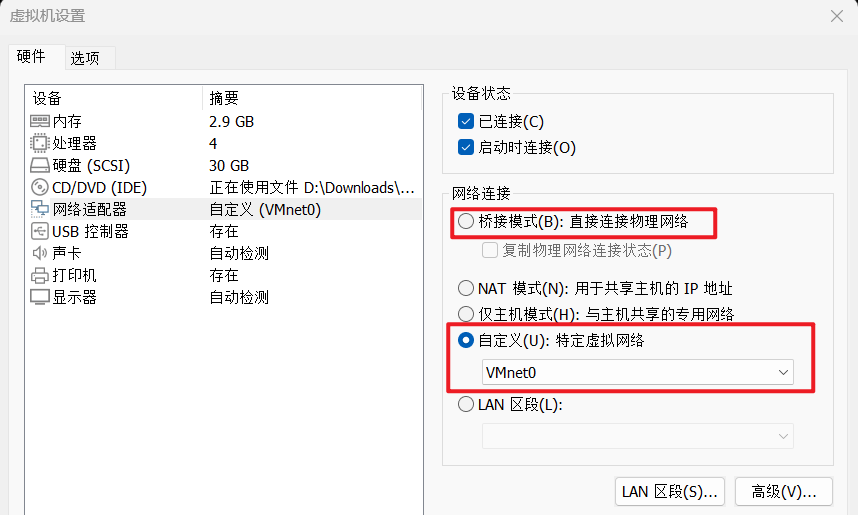 虚拟机设置
硬件 选项
设备 摘要
内存 2.9 GB
处理器 4
硬盘 (SCSI) 30 GB
CD/DVD (IDE) 正在使用文件 D:\Downloads\...
网络适配器 自定义 (VMnet0)
USB 控制器 存在
声卡 自动检测
打印机 存在
显示器 自动检测
设备状态
已连接(C)
启动时连接(O)
网络连接
桥接模式(B): 直接连接物理网络
复制物理网络连接状态(P)
NAT 模式(N): 用于共享主机的 IP 地址
仅主机模式(H): 与主机共享的专用网络
自定义(U): 特定虚拟网络
VMnet0
LAN 区段(L):
LAN 区段(S)... 高级(V)...